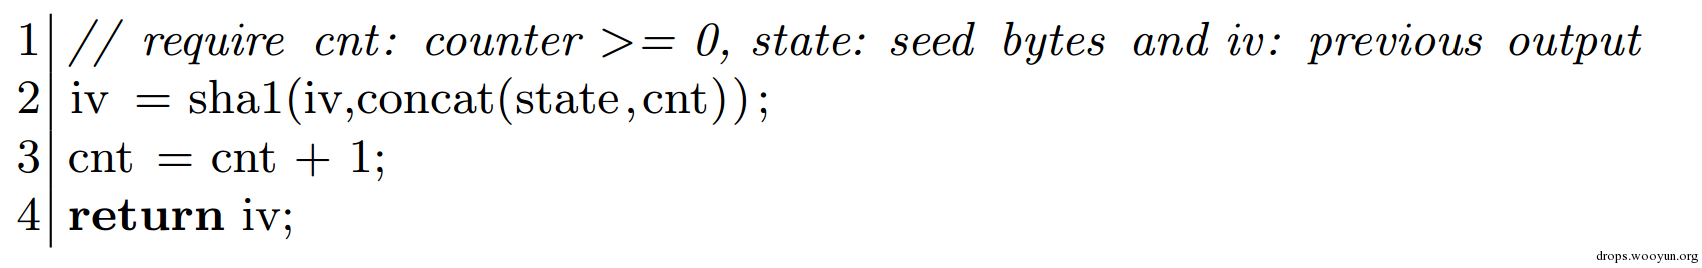 1 // require cnt: counter >= 0, state: seed bytes and iv: previous output
2 iv = sha1(iv,concat(state,cnt));
3 cnt = cnt + 1;
4 return iv;
drops.wooyun.org